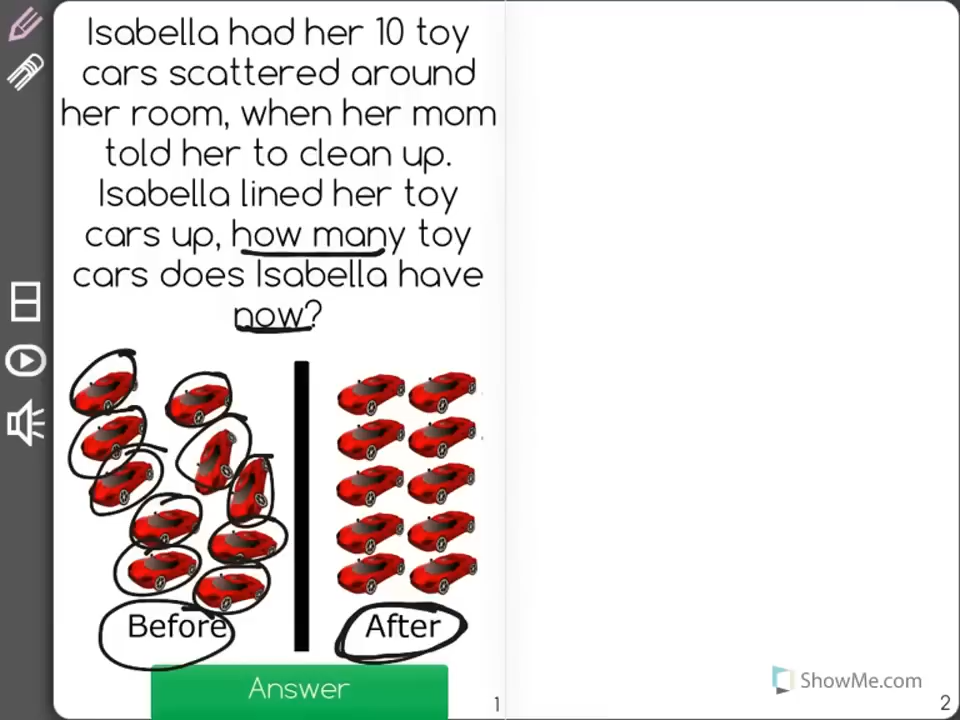 Isabella had her 10 toy
cars scattered around
her room, when her mom
told her to clean up.
Isabella lined her toy
cars up, how many toy
cars does Isabella have
now?
Before
After
Answer
1
ShowMe.com
2